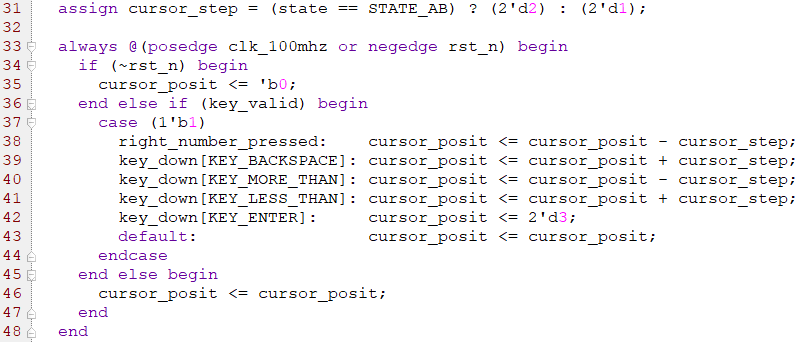 31 assign cursor_step = (state == STATE_AB) ? (2'd2) : (2'd1);
32
33 always @(posedge clk_100mhz or negedge rst_n) begin
34 if (~rst_n) begin
35 cursor_posit <= 'b0;
36 end else if (key_valid) begin
37 case (1'b1)
38 right_number_pressed: cursor_posit <= cursor_posit - cursor_step;
39 key_down[KEY_BACKSPACE]: cursor_posit <= cursor_posit + cursor_step;
40 key_down[KEY_MORE_THAN]: cursor_posit <= cursor_posit - cursor_step;
41 key_down[KEY_LESS_THAN]: cursor_posit <= cursor_posit + cursor_step;
42 key_down[KEY_ENTER]: cursor_posit <= 2'd3;
43 default: cursor_posit <= cursor_posit;
44 endcase
45 end else begin
46 cursor_posit <= cursor_posit;
47 end
48 end